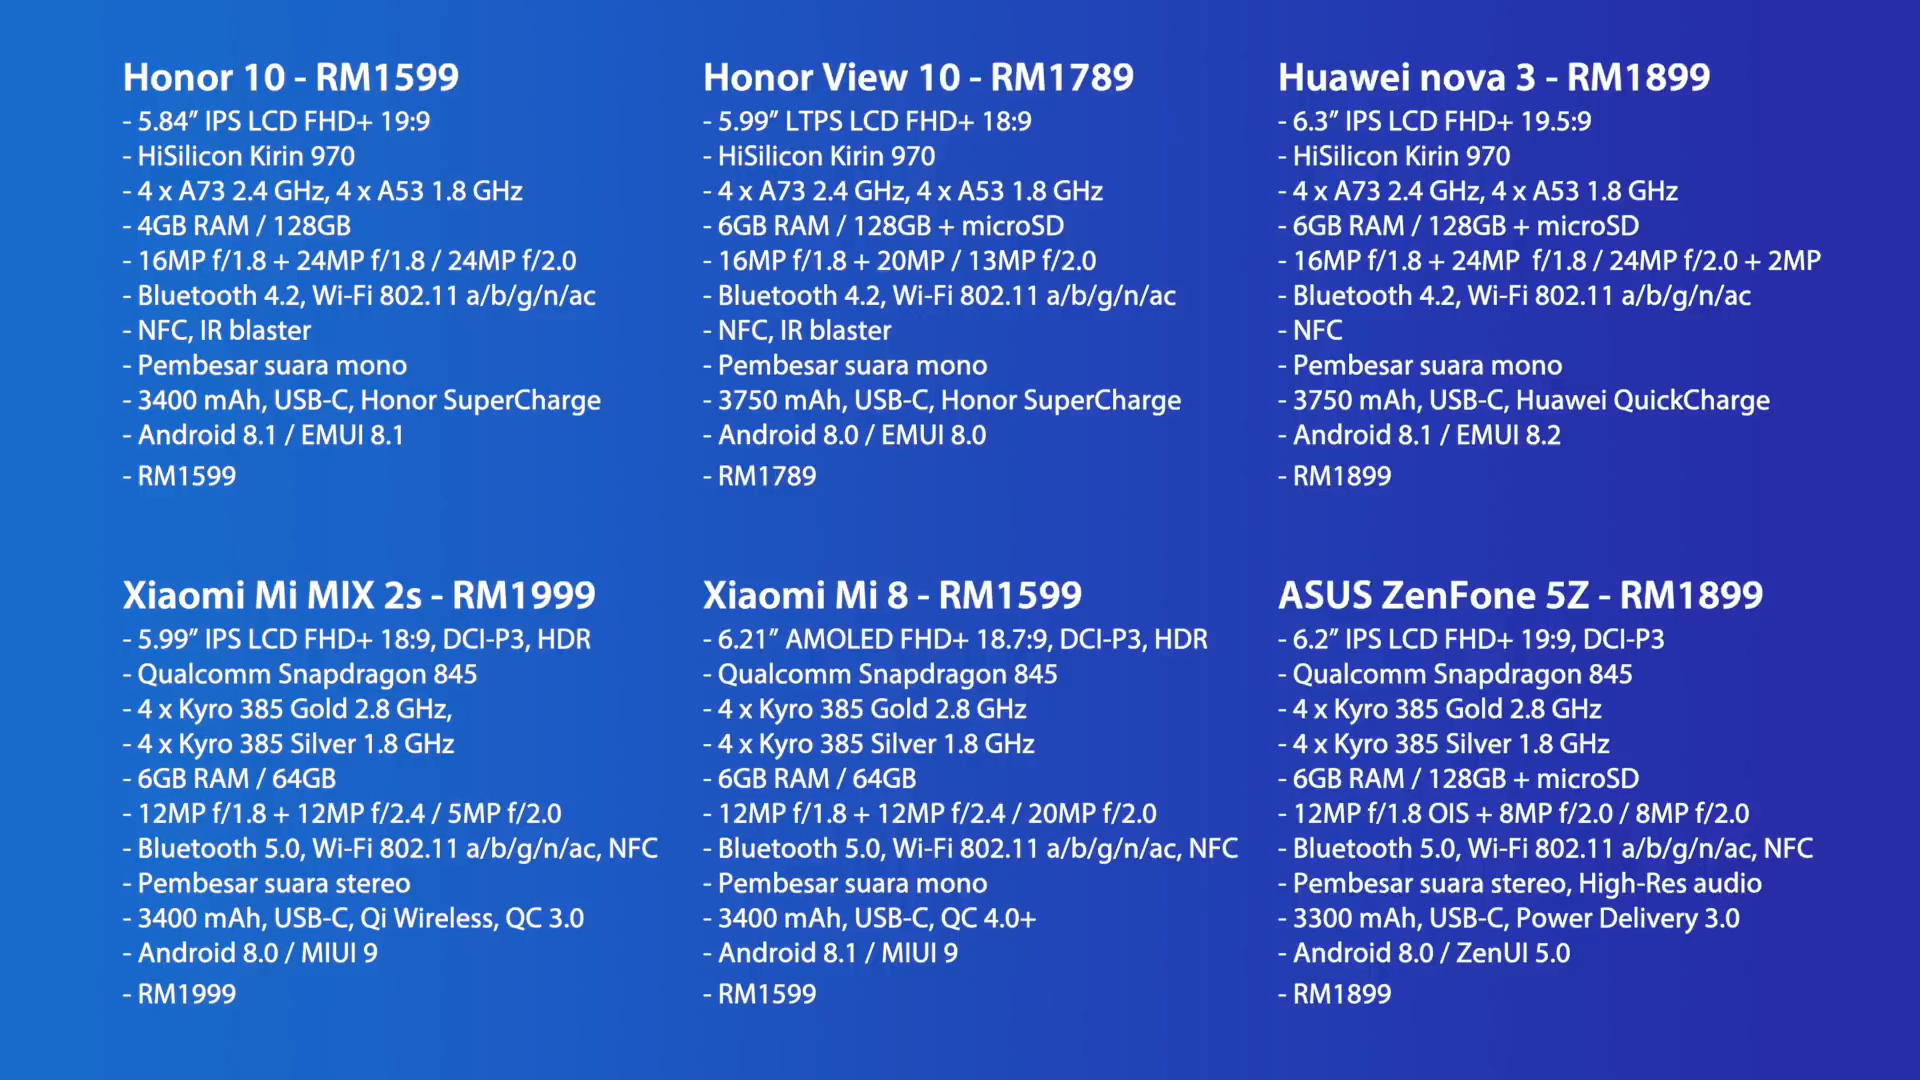 Honor 10 - RM1599
- 5.84” IPS LCD FHD+ 19:9
- HiSilicon Kirin 970
- 4 x A73 2.4 GHz, 4 x A53 1.8 GHz
- 4GB RAM / 128GB
- 16MP f/1.8 + 24MP f/1.8 / 24MP f/2.0
- Bluetooth 4.2, Wi-Fi 802.11 a/b/g/n/ac
- NFC, IR blaster
- Pembesar suara mono
- 3400 mAh, USB-C, Honor SuperCharge
- Android 8.1 / EMUI 8.1
- RM1599
Honor View 10 - RM1789
- 5.99” LTPS LCD FHD+ 18:9
- HiSilicon Kirin 970
- 4 x A73 2.4 GHz, 4 x A53 1.8 GHz
- 6GB RAM / 128GB + microSD
- 16MP f/1.8 + 20MP / 13MP f/2.0
- Bluetooth 4.2, Wi-Fi 802.11 a/b/g/n/ac
- NFC, IR blaster
- Pembesar suara mono
- 3750 mAh, USB-C, Honor SuperCharge
- Android 8.0 / EMUI 8.0
- RM1789
Huawei nova 3 - RM1899
- 6.3” IPS LCD FHD+ 19.5:9
- HiSilicon Kirin 970
- 4 x A73 2.4 GHz, 4 x A53 1.8 GHz
- 6GB RAM / 128GB + microSD
- 16MP f/1.8 + 24MP  f/1.8 / 24MP f/2.0 + 2MP
- Bluetooth 4.2, Wi-Fi 802.11 a/b/g/n/ac
- NFC
- Pembesar suara mono
- 3750 mAh, USB-C, Huawei QuickCharge
- Android 8.1 / EMUI 8.2
- RM1899
Xiaomi Mi MIX 2s - RM1999
- 5.99” IPS LCD FHD+ 18:9, DCI-P3, HDR
- Qualcomm Snapdragon 845
- 4 x Kyro 385 Gold 2.8 GHz,
- 4 x Kyro 385 Silver 1.8 GHz
- 6GB RAM / 64GB
- 12MP f/1.8 + 12MP f/2.4 / 5MP f/2.0
- Bluetooth 5.0, Wi-Fi 802.11 a/b/g/n/ac, NFC
- Pembesar suara stereo
- 3400 mAh, USB-C, Qi Wireless, QC 3.0
- Android 8.0 / MIUI 9
- RM1999
Xiaomi Mi 8 - RM1599
- 6.21” AMOLED FHD+ 18.7:9, DCI-P3, HDR
- Qualcomm Snapdragon 845
- 4 x Kyro 385 Gold 2.8 GHz
- 4 x Kyro 385 Silver 1.8 GHz
- 6GB RAM / 64GB
- 12MP f/1.8 + 12MP f/2.4 / 20MP f/2.0
- Bluetooth 5.0, Wi-Fi 802.11 a/b/g/n/ac, NFC
- Pembesar suara mono
- 3400 mAh, USB-C, QC 4.0+
- Android 8.1 / MIUI 9
- RM1599
ASUS ZenFone 5Z - RM1899
- 6.2” IPS LCD FHD+ 19:9, DCI-P3
- Qualcomm Snapdragon 845
- 4 x Kyro 385 Gold 2.8 GHz
- 4 x Kyro 385 Silver 1.8 GHz
- 6GB RAM / 128GB + microSD
- 12MP f/1.8 OIS + 8MP f/2.0 / 8MP f/2.0
- Bluetooth 5.0, Wi-Fi 802.11 a/b/g/n/ac, NFC
- Pembesar suara stereo, High-Res audio
- 3300 mAh, USB-C, Power Delivery 3.0
- Android 8.0 / ZenUI 5.0
- RM1899